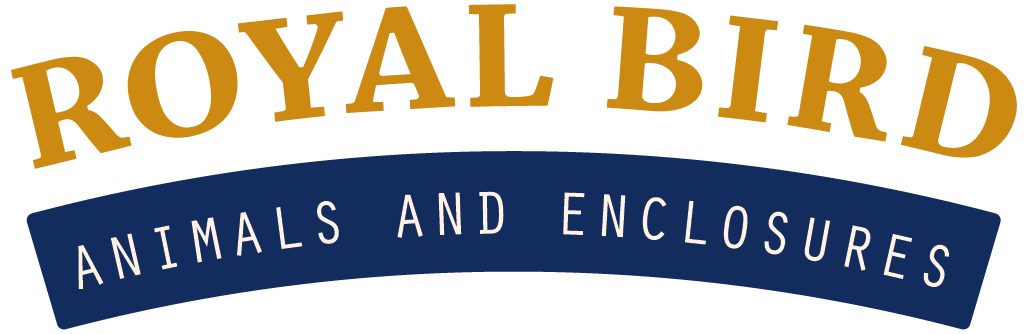 ROYAL BIRD
ANIMALS AND ENCLOSURES